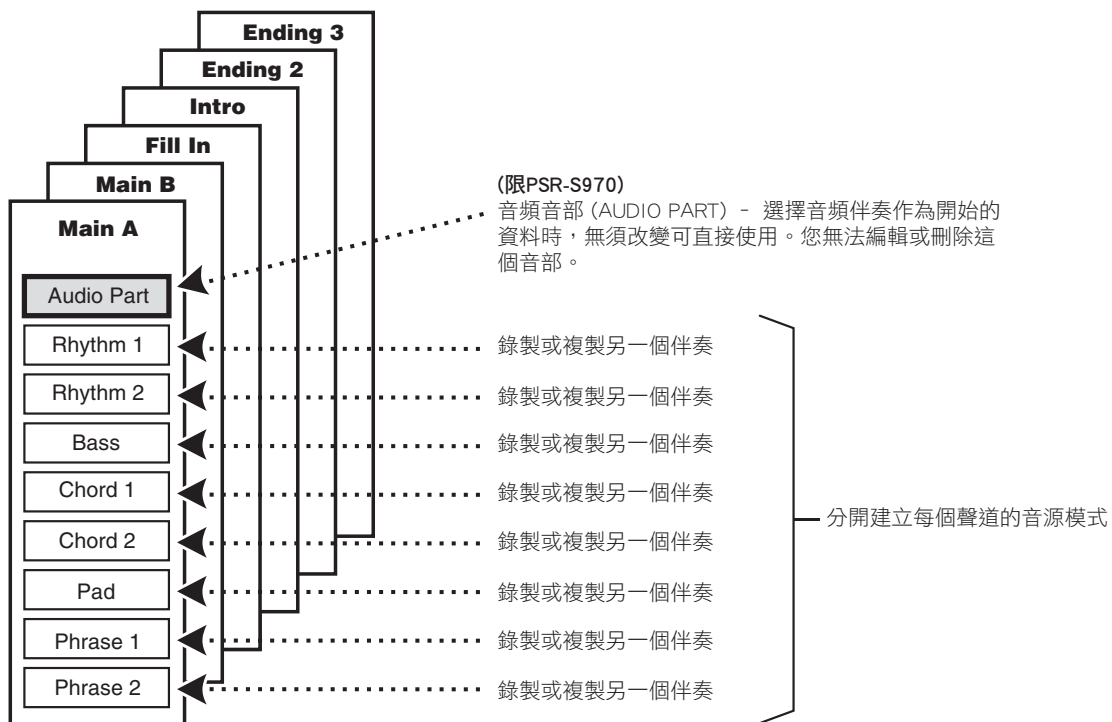 Ending 3
Ending 2
Intro
Fill In
Main B
Main A
(限PSR-S970)
音頻音部 (AUDIO PART) - 選擇音頻伴奏作為開始的
資料時,無須改變可直接使用。您無法編輯或刪除這
個音部。
Audio Part
Rhythm 1 錄製或複製另一個伴奏
Rhythm 2 錄製或複製另一個伴奏
Bass 錄製或複製另一個伴奏
Chord 1 錄製或複製另一個伴奏
Chord 2 錄製或複製另一個伴奏
Pad 錄製或複製另一個伴奏
Phrase 1 錄製或複製另一個伴奏
Phrase 2 錄製或複製另一個伴奏
分開建立每個聲道的音源模式